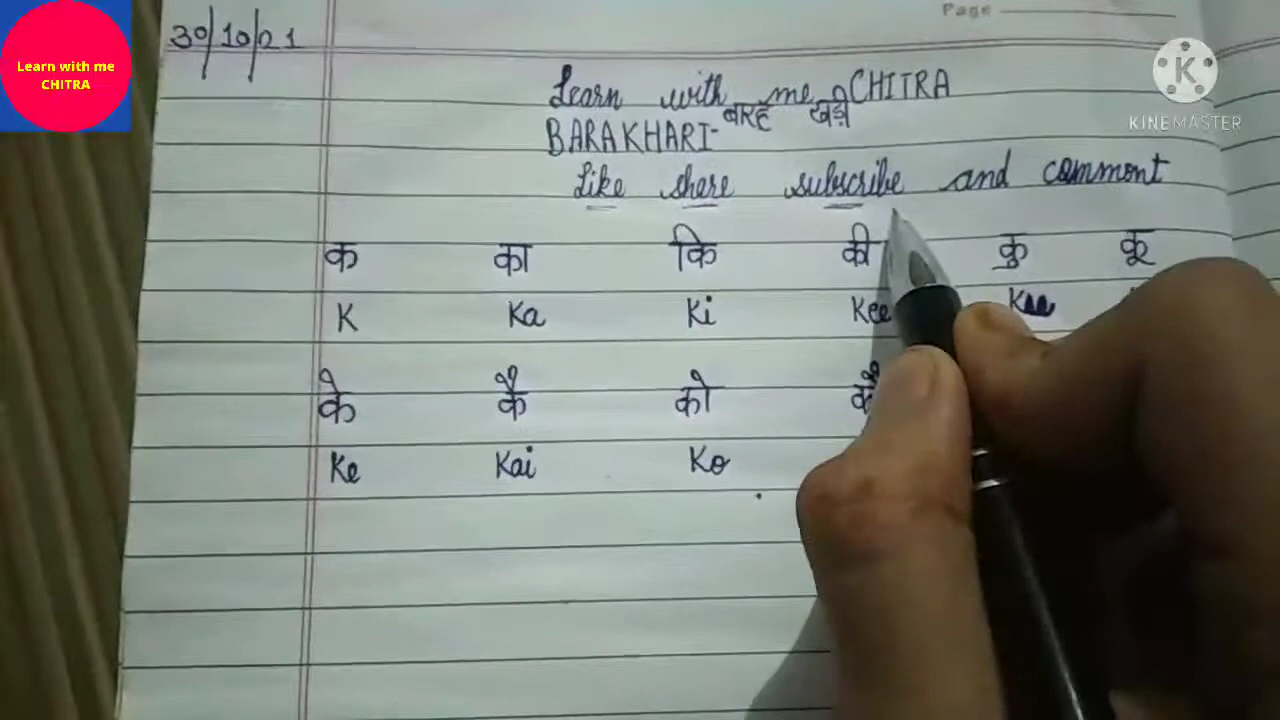 Page
30/10/21
Learn with me
CHITRA
KINEMASTER
Learn with me CHITRA
बारह खड़ी
BARAKHARI-
Like share subscribe and comment
क का कि की कु कू
K Ka Ki Kee
के कै को
Ke Kai Ko